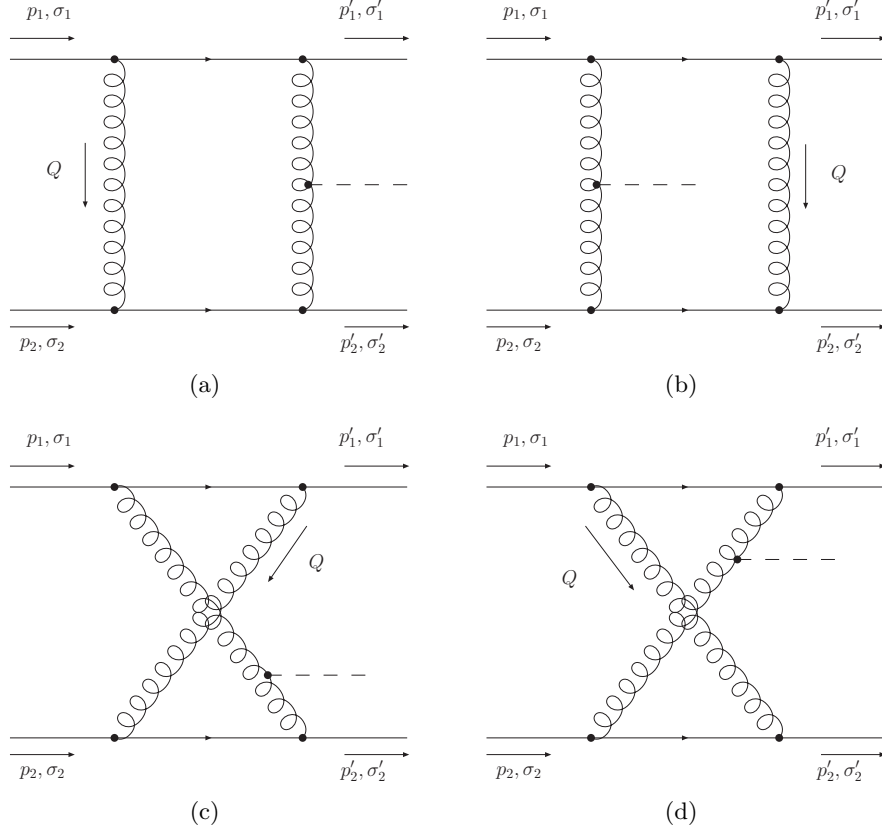 p₁, σ₁ p′₁, σ′₁ p₁, σ₁ p′₁, σ′₁
Q Q
p₂, σ₂ p′₂, σ′₂ p₂, σ₂ p′₂, σ′₂
(a) (b)
p₁, σ₁ p′₁, σ′₁ p₁, σ₁ p′₁, σ′₁
Q Q
p₂, σ₂ p′₂, σ′₂ p₂, σ₂ p′₂, σ′₂
(c) (d)